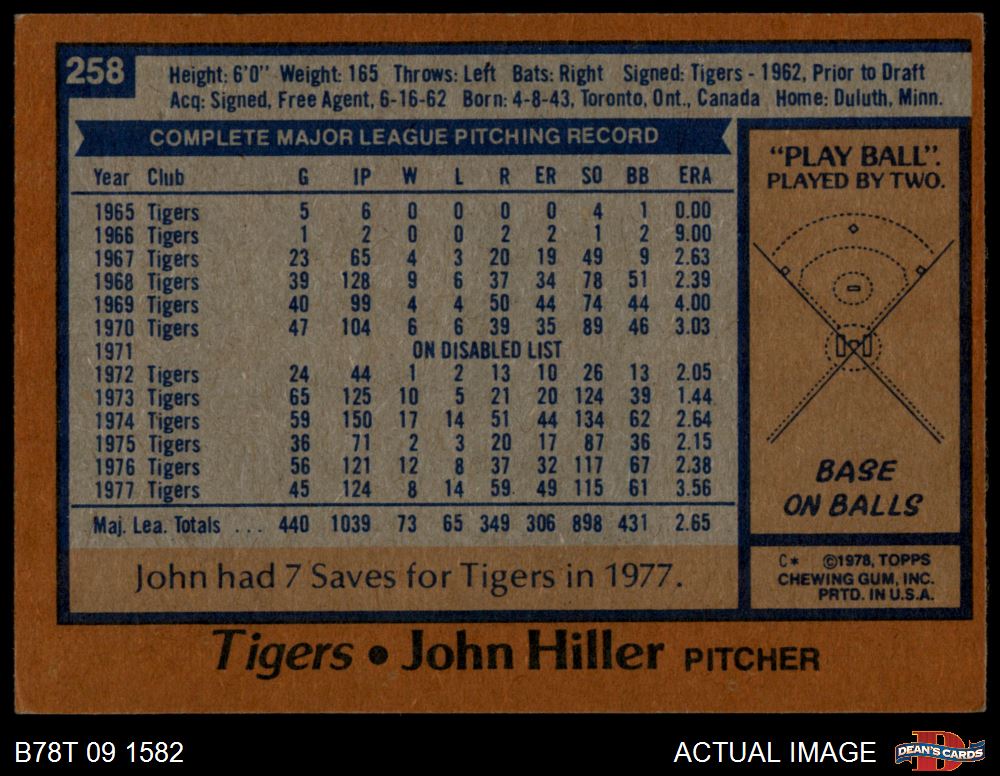 258
Height: 6'0" Weight: 165 Throws: Left Bats: Right Signed: Tigers - 1962, Prior to Draft
Acq: Signed, Free Agent, 6-16-62 Born: 4-8-43, Toronto, Ont., Canada Home: Duluth, Minn.
COMPLETE MAJOR LEAGUE PITCHING RECORD
Year Club G IP W L R ER SO BB ERA
1965 Tigers 5 6 0 0 0 0 4 1 0.00
1966 Tigers 1 2 0 0 2 2 1 2 9.00
1967 Tigers 23 65 4 3 20 19 49 9 2.63
1968 Tigers 39 128 9 6 37 34 78 51 2.39
1969 Tigers 40 99 4 4 50 44 74 44 4.00
1970 Tigers 47 104 6 6 39 35 89 46 3.03
1971 ON DISABLED LIST
1972 Tigers 24 44 1 2 13 10 26 13 2.05
1973 Tigers 65 125 10 5 21 20 124 39 1.44
1974 Tigers 59 150 17 14 51 44 134 62 2.64
1975 Tigers 36 71 2 3 20 17 87 36 2.15
1976 Tigers 56 121 12 8 37 32 117 67 2.38
1977 Tigers 45 124 8 14 59 49 115 61 3.56
Maj. Lea. Totals ... 440 1039 73 65 349 306 898 431 2.65
John had 7 Saves for Tigers in 1977.
"PLAY BALL".
PLAYED BY TWO.
BASE
ON BALLS
C* ©1978, TOPPS
CHEWING GUM, INC.
PRTD. IN U.S.A.
Tigers • John Hiller PITCHER
B78T 09 1582
ACTUAL IMAGE
DEAN'S CARDS